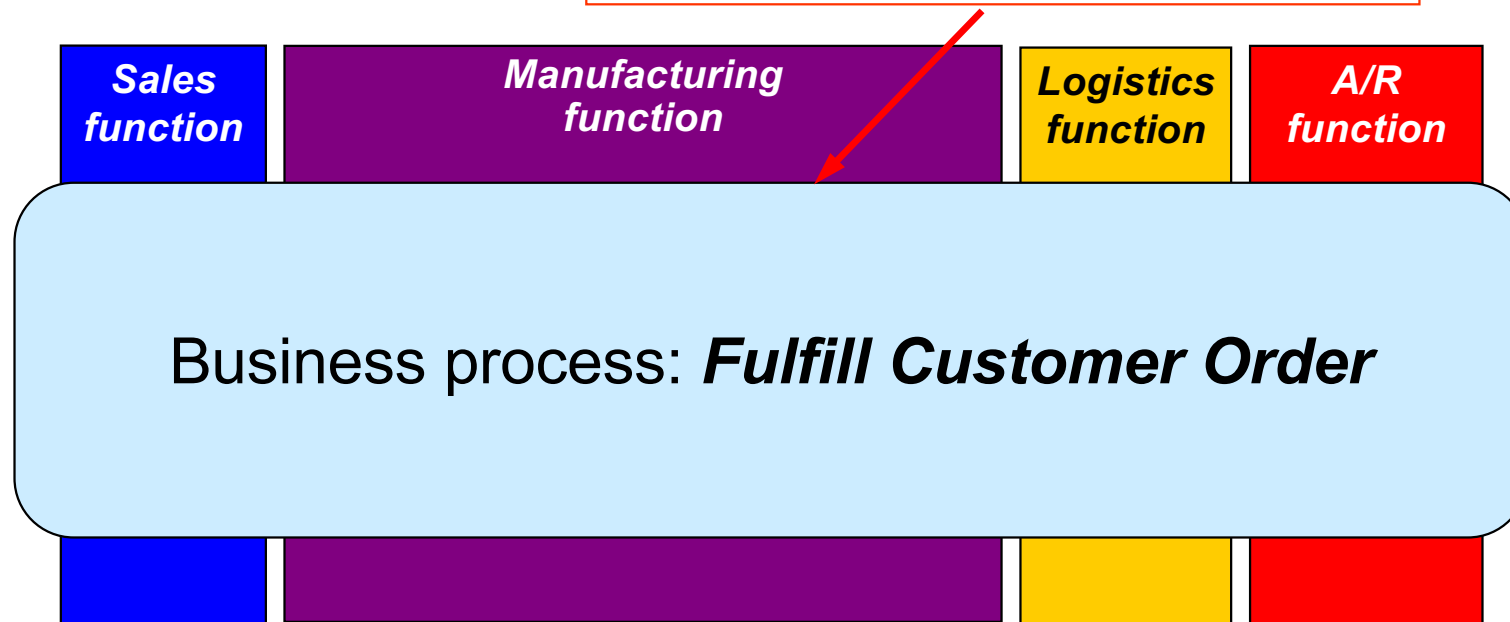 Sales
function
Manufacturing
function
Logistics
function
A/R
function
Business process: Fulfill Customer Order